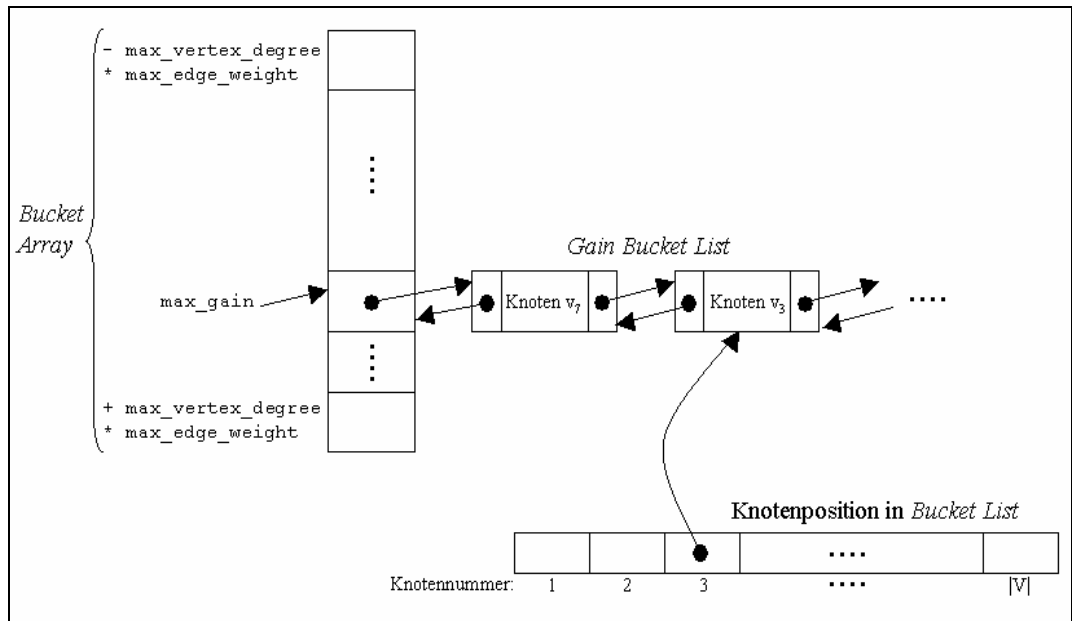 - max_vertex_degree
* max_edge_weight
Bucket
Array
Gain Bucket List
max_gain
Knoten v7
Knoten v3
....
+ max_vertex_degree
* max_edge_weight
Knotenposition in Bucket List
....
Knotennummer: 1 2 3 .... |V|